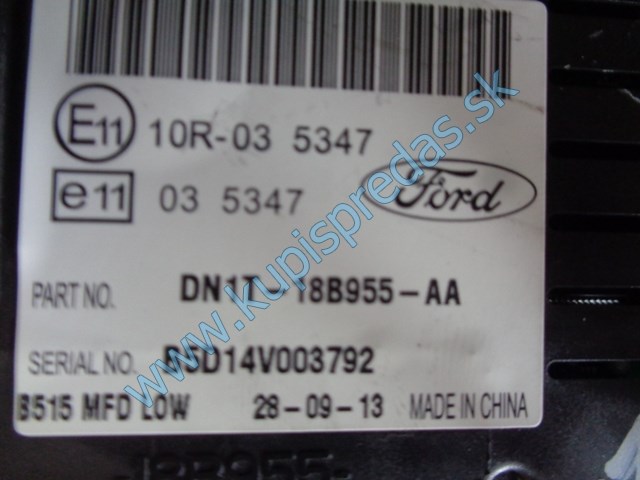 E11 10R-03 5347
e11 03 5347
Ford
PART NO. DN1T-18B955-AA
SERIAL NO. D5D14V003792
B515 MFD LOW 28-09-13 MADE IN CHINA
www.kupispredas.sk